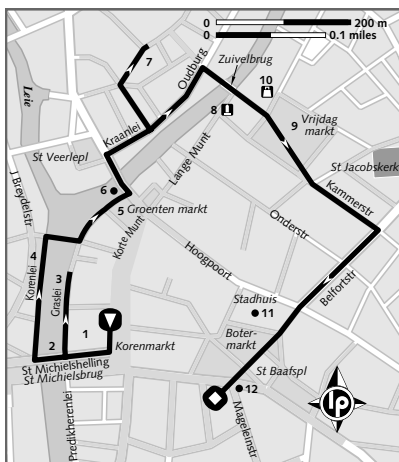 0
200 m
0
0.1 miles
7
Oudburg
Zuivelbrug
10
Leie
8
9
Vrijdag
markt
Kraanlei
St Veerlepl
Lange Munt
St Jacobskerk
J Breydelstr
6
Kammerstr
5
Groenten markt
Onderstr
Korte Munt
4
Korenlei
3
Graslei
Hoogpoort
Belfortstr
Stadhuis
11
1
Boter-
markt
2
Korenmarkt
St Michielshelling
St Michielsbrug
St Baafspl
12
Predikherenlei
Mageleinstr
lp